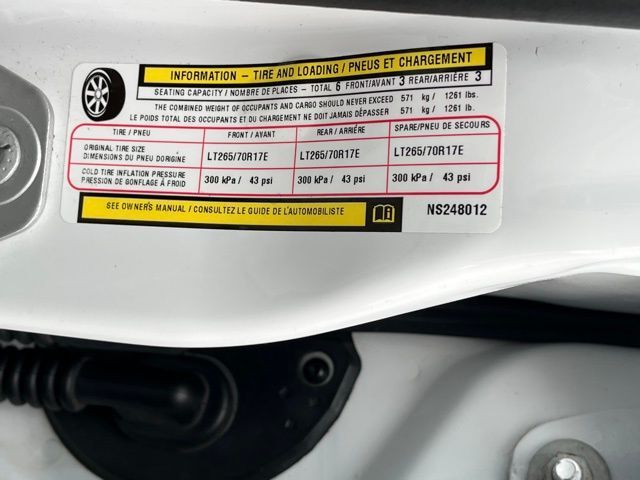 INFORMATION – TIRE AND LOADING / PNEUS ET CHARGEMENT
SEATING CAPACITY / NOMBRE DE PLACES – TOTAL 6 FRONT/AVANT 3 REAR/ARRIÈRE 3
THE COMBINED WEIGHT OF OCCUPANTS AND CARGO SHOULD NEVER EXCEED 571 kg / 1261 lbs.
LE POIDS TOTAL DES OCCUPANTS ET DU CHARGEMENT NE DOIT JAMAIS DÉPASSER 571 kg / 1261 lb.
TIRE / PNEU FRONT / AVANT REAR / ARRIÈRE SPARE/PNEU DE SECOURS
ORIGINAL TIRE SIZE
DIMENSIONS DU PNEU DORIGINE LT265/70R17E LT265/70R17E LT265/70R17E
COLD TIRE INFLATION PRESSURE
PRESSION DE GONFLAGE À FROID 300 kPa / 43 psi 300 kPa / 43 psi 300 kPa / 43 psi
SEE OWNERS MANUAL / CONSULTEZ LE GUIDE DE L'AUTOMOBILISTE NS248012